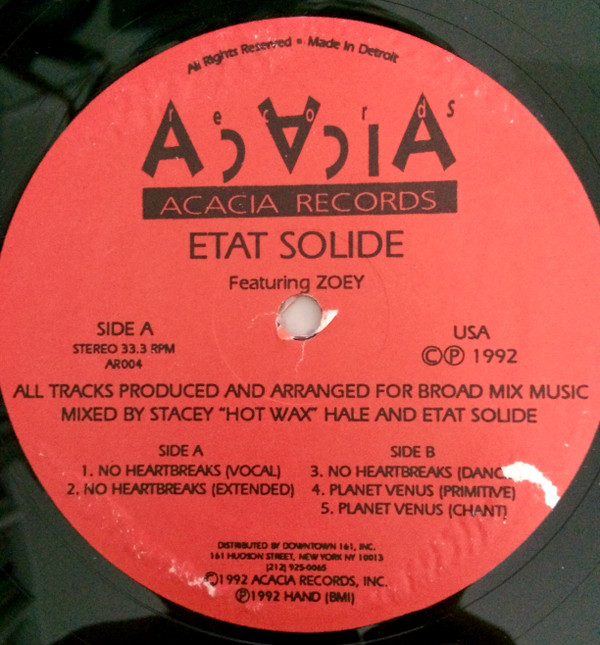 All Rights Reserved • Made In Detroit
records
ACACIA
ACACIA RECORDS
ETAT SOLIDE
Featuring ZOEY
SIDE A
STEREO 33.3 RPM
AR004
USA
©℗ 1992
ALL TRACKS PRODUCED AND ARRANGED FOR BROAD MIX MUSIC
MIXED BY STACEY "HOT WAX" HALE AND ETAT SOLIDE
SIDE A
1. NO HEARTBREAKS (VOCAL)
2. NO HEARTBREAKS (EXTENDED)
SIDE B
3. NO HEARTBREAKS
4. PLANET VENUS (PRIMITIVE)
5. PLANET VENUS (CHANT)
DISTRIBUTED BY DOWNTOWN 161, INC.
161 HUDSON STREET, NEW YORK NY 10013
(212) 925-0065
©1992 ACACIA RECORDS, INC.
℗1992 HAND (BMI)